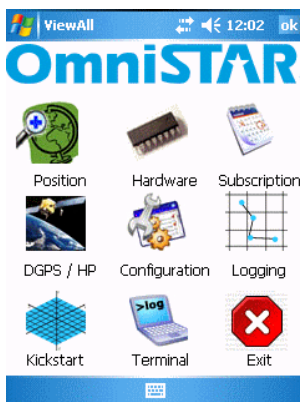 ViewAll 12:02 ok
OmniSTAR
Position Hardware Subscription
DGPS / HP Configuration Logging
>log
Kickstart Terminal Exit